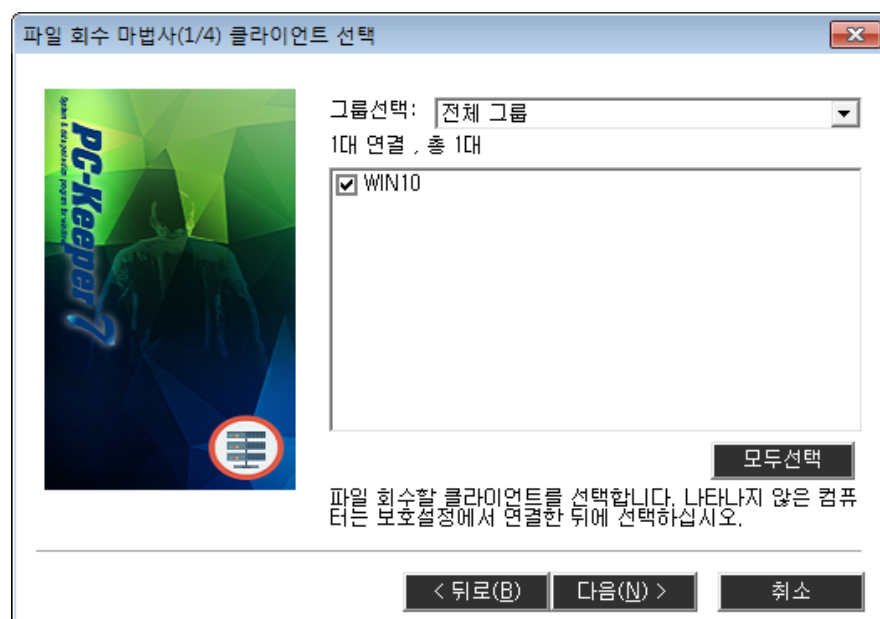 파일 회수 마법사(1/4) 클라이언트 선택
그룹선택: 전체 그룹
1대 연결 , 총 1대
WIN10
PC-Keeper 7
모두선택
파일 회수할 클라이언트를 선택합니다. 나타나지 않은 컴퓨
터는 보호설정에서 연결한 뒤에 선택하십시오.
< 뒤로(B)
다음(N) >
취소